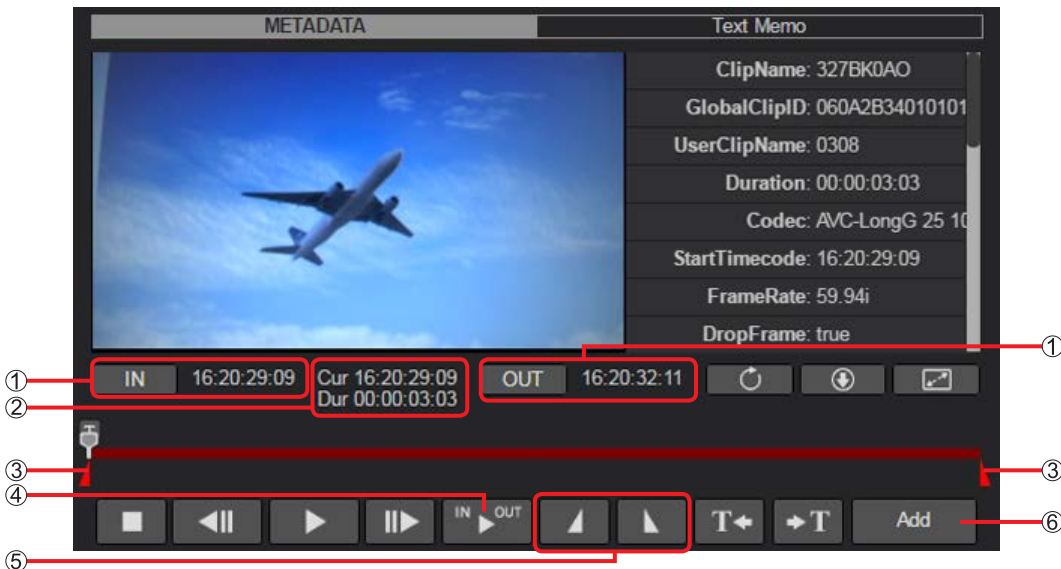 METADATA Text Memo
ClipName: 327BK0AO
GlobalClipID: 060A2B34010101
UserClipName: 0308
Duration: 00:00:03:03
Codec: AVC-LongG 25 10
StartTimecode: 16:20:29:09
FrameRate: 59.94i
DropFrame: true
①
① IN 16:20:29:09 Cur 16:20:29:09 OUT 16:20:32:11
② Dur 00:00:03:03
③ ③
④ IN OUT T T Add ⑥
⑤